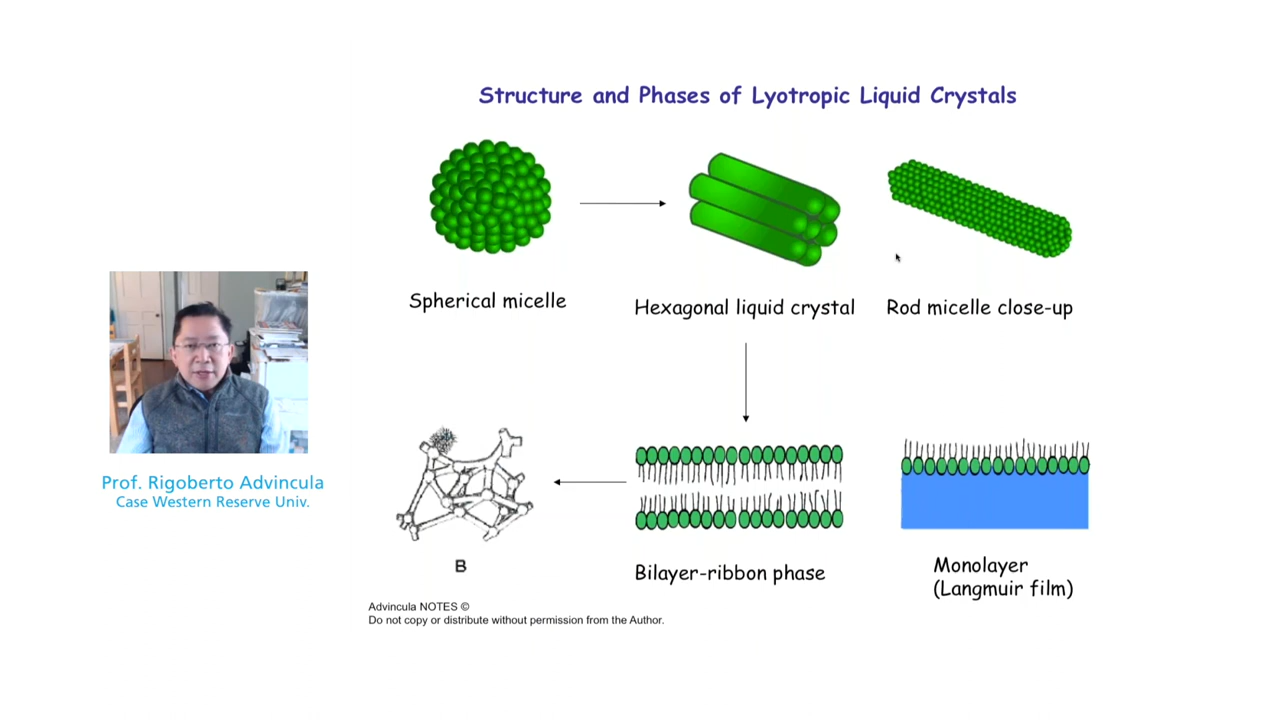 Structure and Phases of Lyotropic Liquid Crystals
Spherical micelle
Hexagonal liquid crystal
Rod micelle close-up
Prof. Rigoberto Advincula
Case Western Reserve Univ.
B
Bilayer-ribbon phase
Monolayer
(Langmuir film)
Advincula NOTES ©
Do not copy or distribute without permission from the Author.